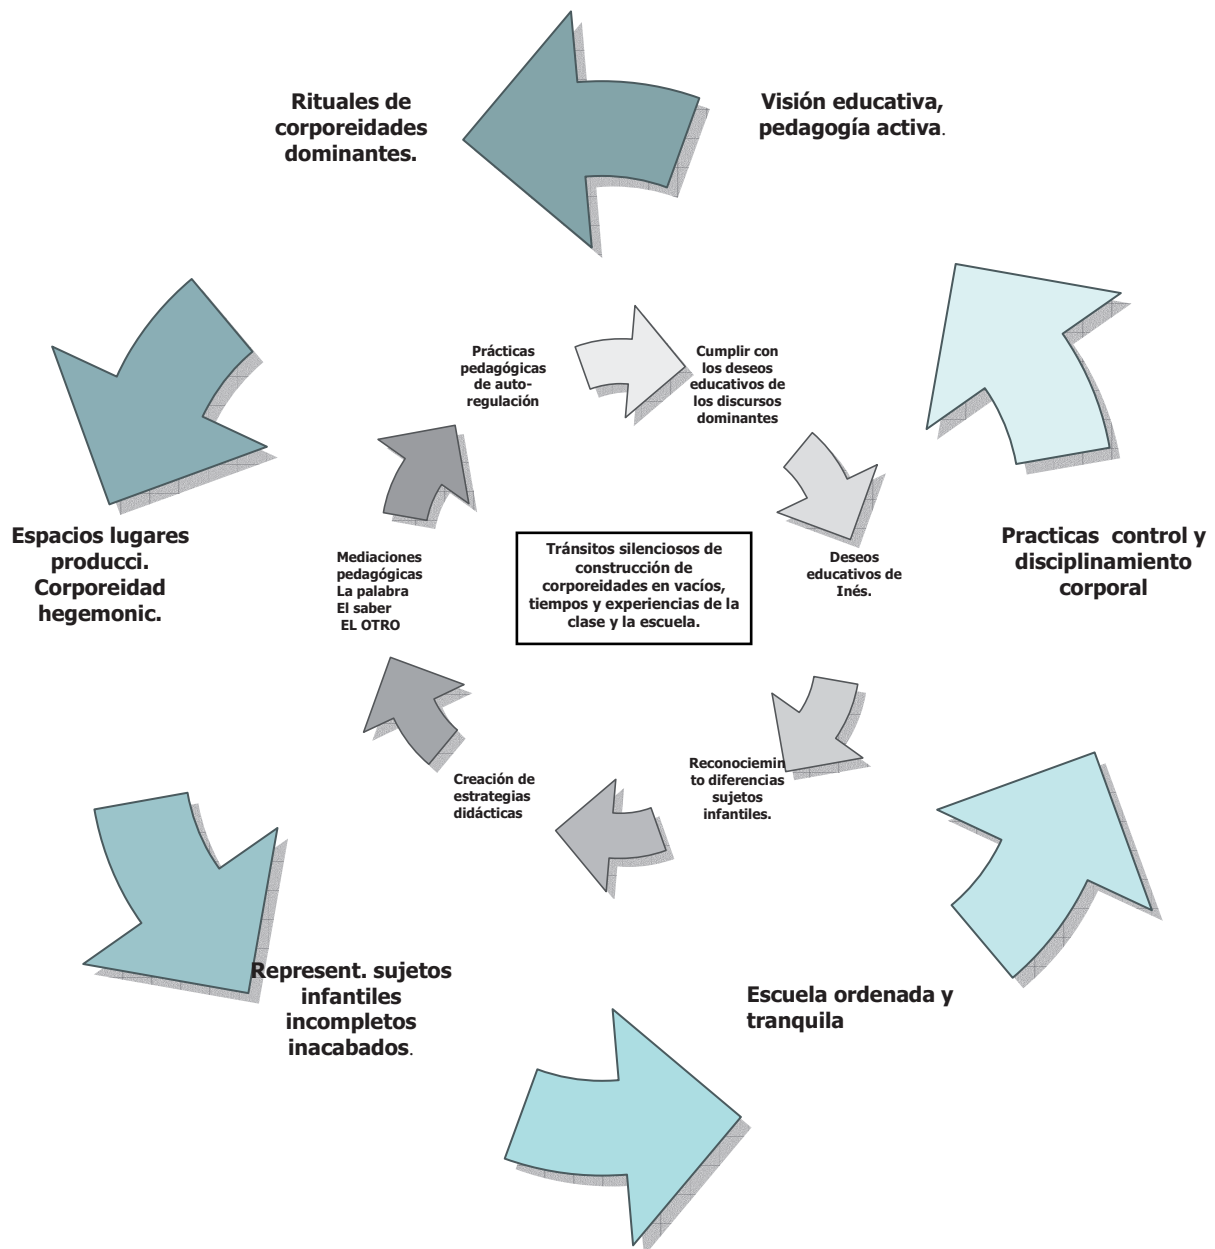 Rituales de
corporeidades
dominantes.
Visión educativa,
pedagogía activa.
Prácticas
pedagógicas
de auto-
regulación
Cumplir con
los deseos
educativos de
los discursos
dominantes
Espacios lugares
producci.
Corporeidad
hegemonic.
Mediaciones
pedagógicas
La palabra
El saber
EL OTRO
Tránsitos silenciosos de
construcción de
corporeidades en vacíos,
tiempos y experiencias de la
clase y la escuela.
Deseos
educativos de
Inés.
Practicas control y
disciplinamiento
corporal
Creación de
estrategias
didácticas
Reconociemin
to diferencias
sujetos
infantiles.
Represent. sujetos
infantiles
incompletos
inacabados.
Escuela ordenada y
tranquila